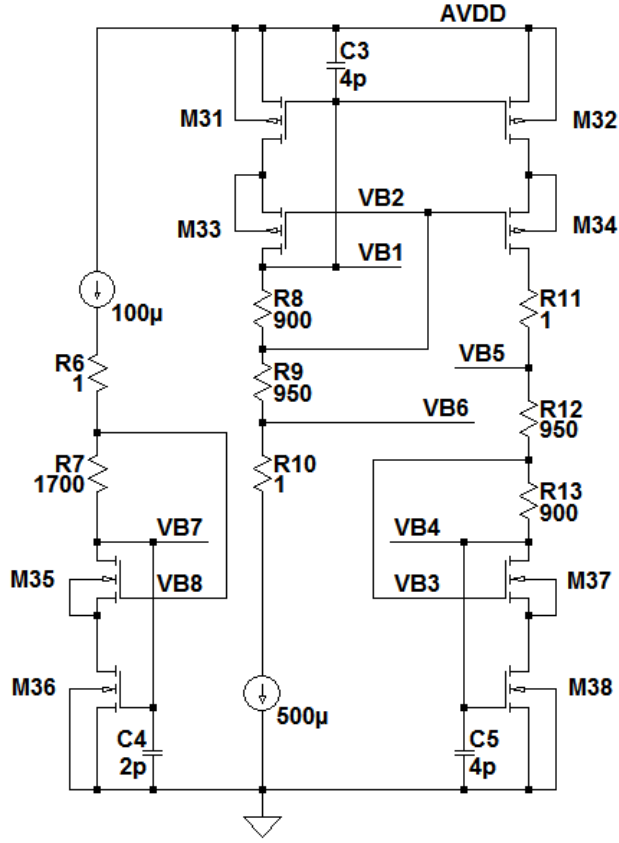 AVDD
C3
4p
M31
M32
VB2
M33
M34
VB1
100µ
R8
900
R11
1
R6
1
VB5
R9
950
VB6
R12
950
R7
1700
R10
1
R13
900
VB7
VB4
M35
VB8
VB3
M37
M36
M38
500µ
C4
2p
C5
4p